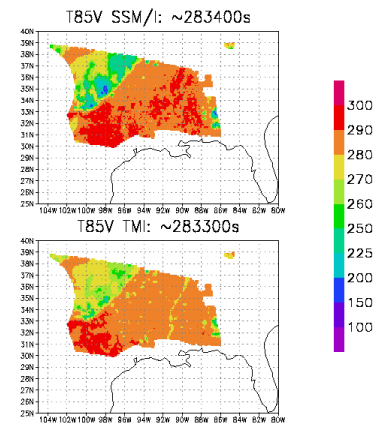 T85V SSM/I: ~283400s
40N
39N
38N
37N
36N
35N
34N
33N
32N
31N
30N
29N
28N
27N
26N
25N
104W 102W 100W 98W 96W 94W 92W 90W 88W 86W 84W 82W 80W
T85V TMI: ~283300s
40N
39N
38N
37N
36N
35N
34N
33N
32N
31N
30N
29N
28N
27N
26N
25N
104W 102W 100W 98W 96W 94W 92W 90W 88W 86W 84W 82W 80W
300
290
280
270
260
250
225
200
150
100